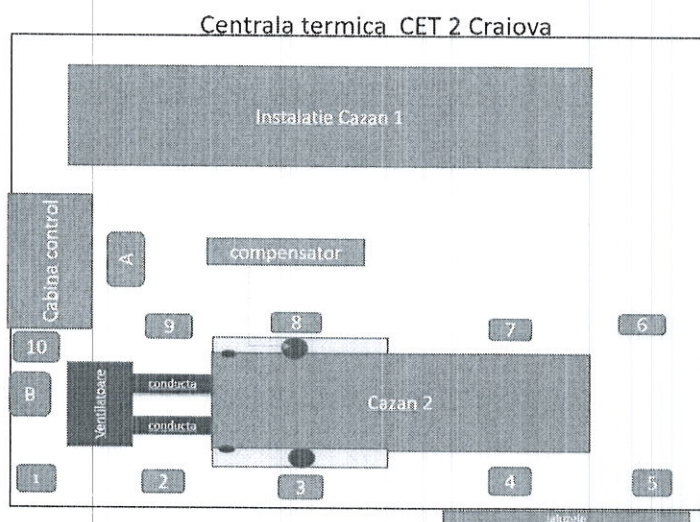 Centrala termica CET 2 Craiova
Instalatie Cazan 1
Cabina control
A
compensator
9
8
7
6
10
B
Ventilatoare
conducta
conducta
Cazan 2
1
2
3
4
5